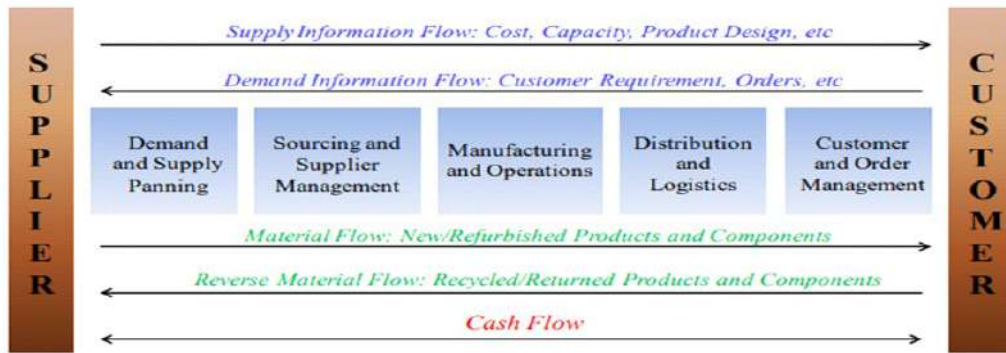 SUPPLIER
Supply Information Flow: Cost, Capacity, Product Design, etc
Demand Information Flow: Customer Requirement, Orders, etc
Demand
and Supply
Panning
Sourcing and
Supplier
Management
Manufacturing
and Operations
Distribution
and
Logistics
Customer
and Order
Management
Material Flow: New/Refurbished Products and Components
Reverse Material Flow: Recycled/Returned Products and Components
Cash Flow
CUSTOMER